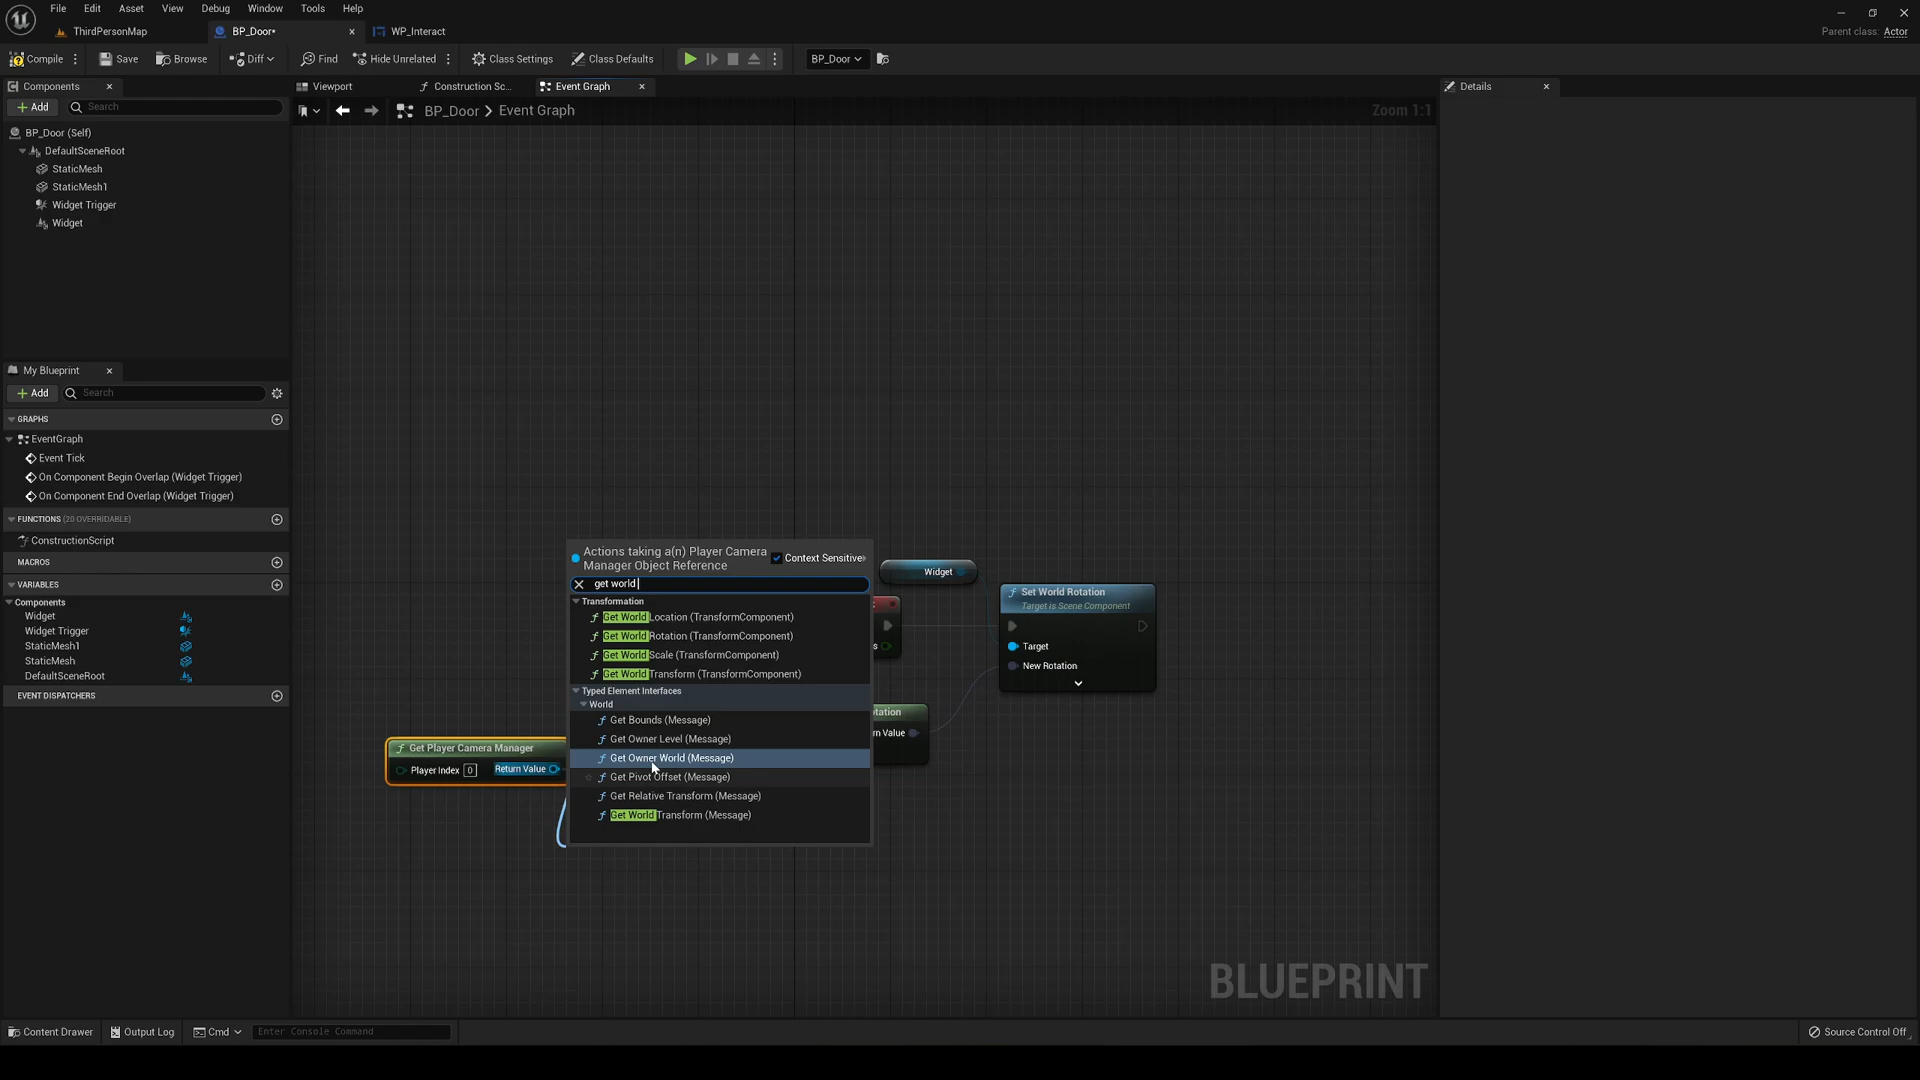 File Edit Asset View Debug Window Tools Help
ThirdPersonMap BP_Door* WP_Interact
Parent class: Actor
Compile Save Browse Diff Find Hide Unrelated Class Settings Class Defaults BP_Door
Components
Add Search
BP_Door (Self)
DefaultSceneRoot
StaticMesh
StaticMesh1
Widget Trigger
Widget
My Blueprint
Add Search
GRAPHS
EventGraph
Event Tick
On Component Begin Overlap (Widget Trigger)
On Component End Overlap (Widget Trigger)
FUNCTIONS (20 OVERRIDABLE)
ConstructionScript
MACROS
VARIABLES
Components
Widget
Widget Trigger
StaticMesh1
StaticMesh
DefaultSceneRoot
EVENT DISPATCHERS
Viewport Construction Sc... Event Graph
BP_Door > Event Graph
Zoom 1:1
Actions taking a(n) Player Camera
Manager Object Reference
Context Sensitive
get world
Transformation
Get World Location (TransformComponent)
Get World Rotation (TransformComponent)
Get World Scale (TransformComponent)
Get World Transform (TransformComponent)
Typed Element Interfaces
World
Get Bounds (Message)
Get Owner Level (Message)
Get Owner World (Message)
Get Pivot Offset (Message)
Get Relative Transform (Message)
Get World Transform (Message)
Get Player Camera Manager
Player Index 0 Return Value
Widget
s
tation
rn Value
Set World Rotation
Target is Scene Component
Target
New Rotation
BLUEPRINT
Details
Content Drawer Output Log Cmd Enter Console Command
Source Control Off